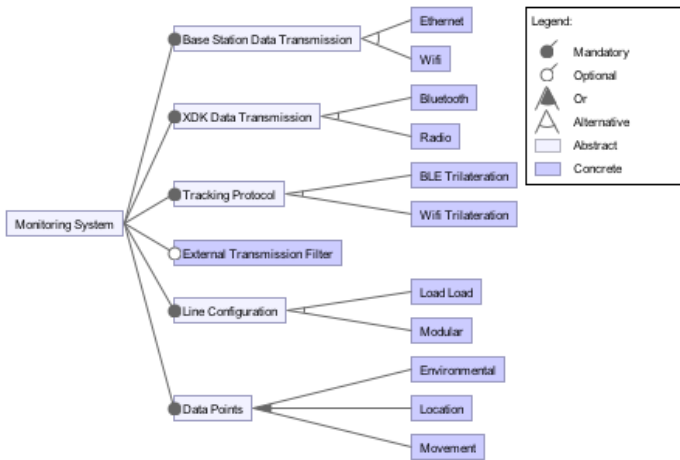 Ethernet
Base Station Data Transmission
Wifi
Bluetooth
XDK Data Transmission
Radio
BLE Trilateration
Tracking Protocol
Wifi Trilateration
Monitoring System
External Transmission Filter
Load Load
Line Configuration
Modular
Environmental
Data Points
Location
Movement
Legend:
Mandatory
Optional
Or
Alternative
Abstract
Concrete